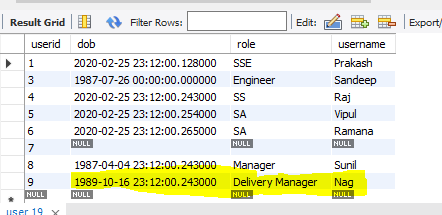 Result Grid Filter Rows: Edit: Export/
userid dob role username
1 2020-02-25 23:12:00.128000 SSE Prakash
3 1987-07-26 00:00:00.000000 Engineer Sandeep
4 2020-02-25 23:12:00.243000 SS Raj
5 2020-02-25 23:12:00.254000 SA Vipul
6 2020-02-25 23:12:00.265000 SA Ramana
NULL NULL NULL
8 1987-04-04 23:12:00.243000 Manager Sunil
9 1989-10-16 23:12:00.243000 Delivery Manager Nag
NULL NULL NULL NULL
user 19 x